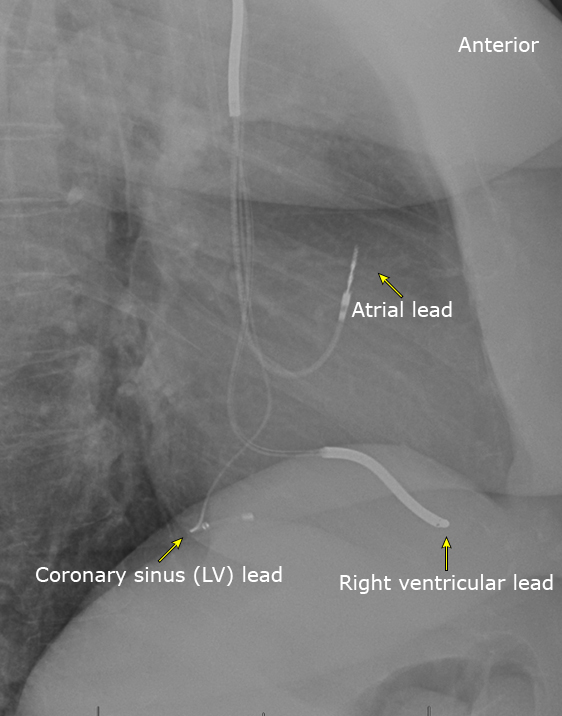 Anterior
Atrial lead
Coronary sinus (LV) lead
Right ventricular lead